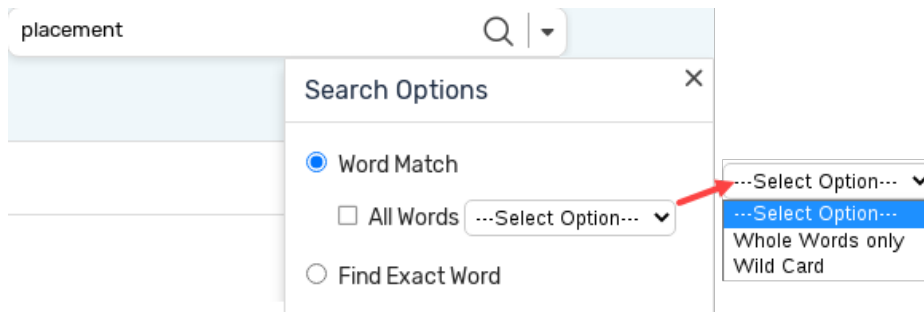 placement
Search Options
Word Match
All Words ---Select Option---
---Select Option---
---Select Option---
Whole Words only
Wild Card
Find Exact Word